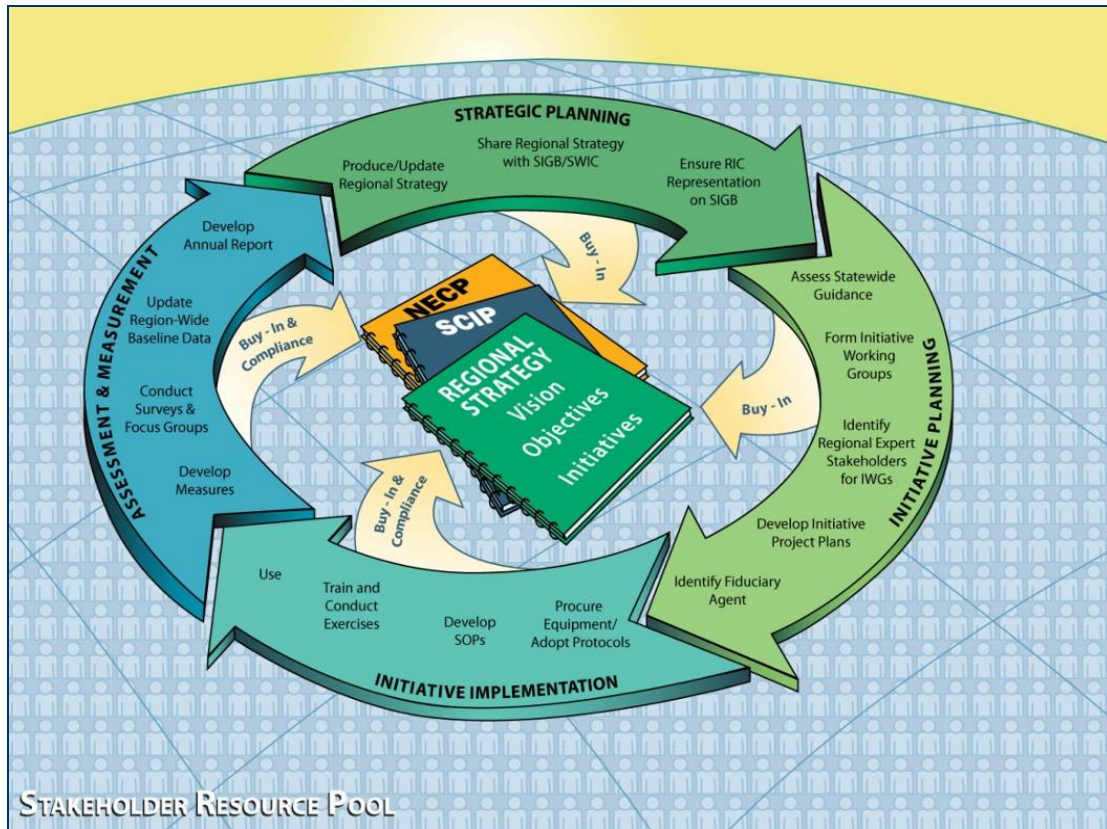 STRATEGIC PLANNING
Produce/Update
Regional Strategy
Share Regional Strategy
with SIGB/SWIC
Ensure RIC
Representation
on SIGB
Buy - In
INITIATIVE PLANNING
Assess Statewide
Guidance
Form Initiative
Working
Groups
Identify
Regional Expert
Stakeholders
for IWGs
Develop Initiative
Project Plans
Identify Fiduciary
Agent
Buy - In
INITIATIVE IMPLEMENTATION
Procure
Equipment/
Adopt Protocols
Develop
SOPs
Train and
Conduct
Exercises
Use
Buy - In &
Compliance
ASSESSMENT & MEASUREMENT
Develop
Measures
Conduct
Surveys &
Focus Groups
Update
Region-Wide
Baseline Data
Develop
Annual Report
Buy - In &
Compliance
NECP
SCIP
REGIONAL
STRATEGY
Vision
Objectives
Initiatives
STAKEHOLDER RESOURCE POOL